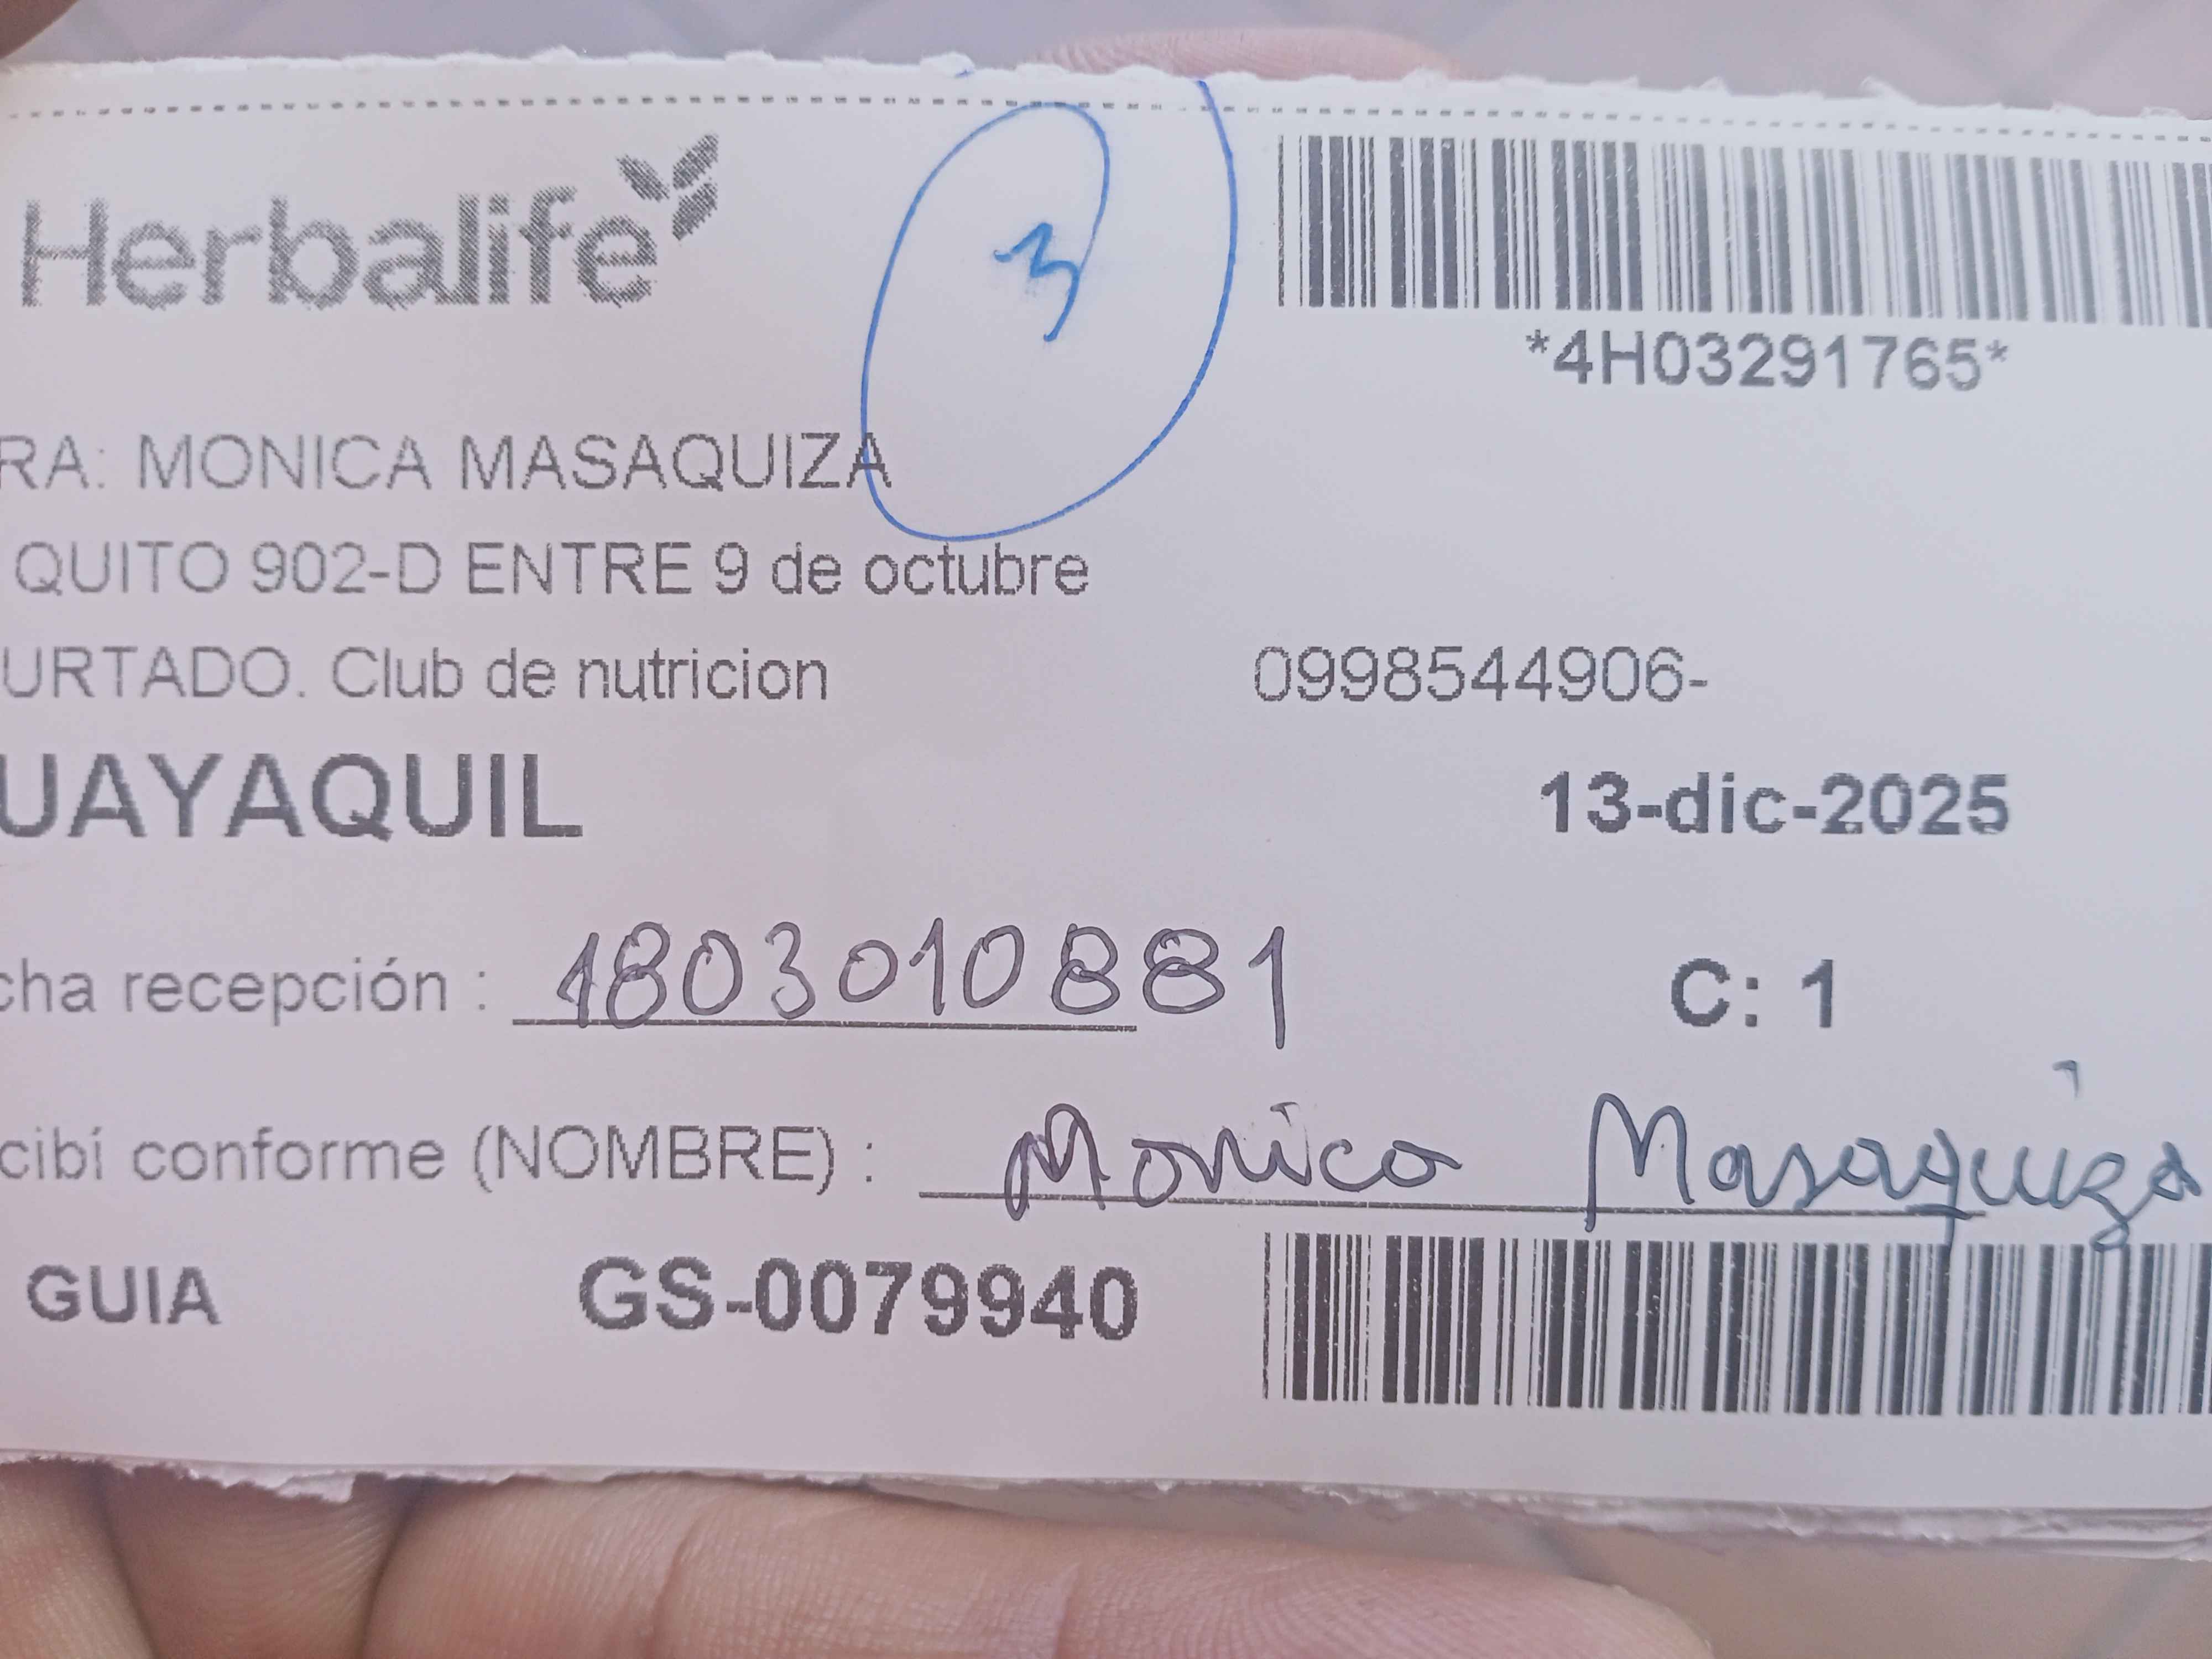 Herbalife
3
*4H03291765*
RA: MONICA MASAQUIZA
QUITO 902-D ENTRE 9 de octubre
URTADO. Club de nutricion 0998544906-
UAYAQUIL 13-dic-2025
cha recepción : 1803010881 C: 1
cibí conforme (NOMBRE) : Monica Masaquiza
GUIA GS-0079940